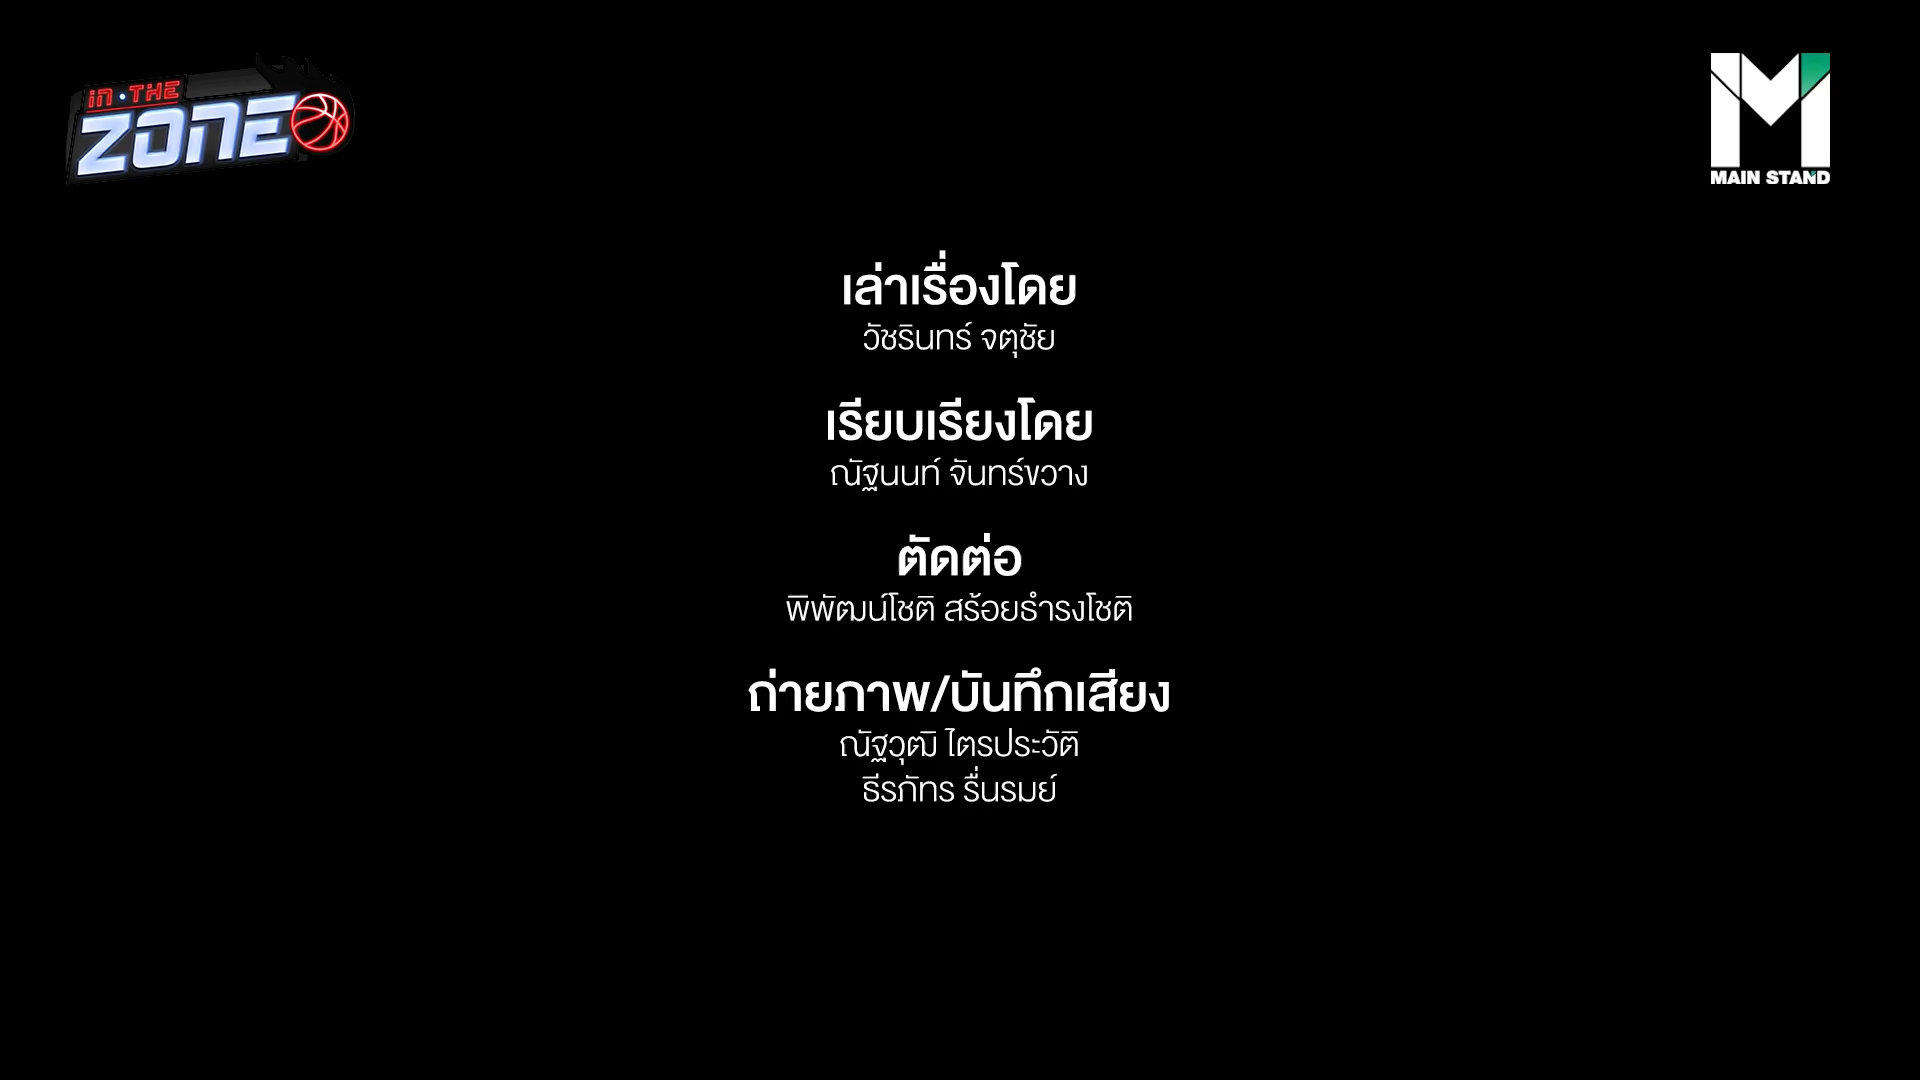 IN THE
ZONE
MAIN STAND
เล่าเรื่องโดย
วัชรินทร์ จตุชัย
เรียบเรียงโดย
ณัฐนนท์ จันทร์ขวาง
ตัดต่อ
พิพัฒน์โชติ สร้อยธำรงโชติ
ถ่ายภาพ/บันทึกเสียง
ณัฐวุฒิ ไตรประวัติ
ธีรภัทร รื่นรมย์